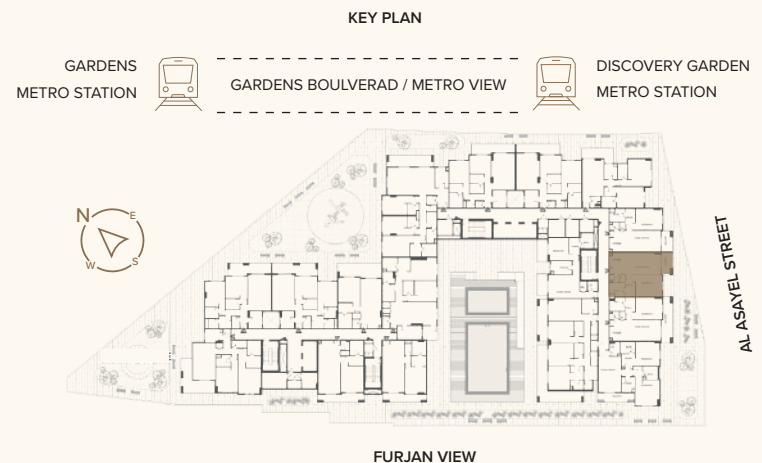 KEY PLAN
GARDENS
METRO STATION
GARDENS BOULVERAD / METRO VIEW
DISCOVERY GARDEN
METRO STATION
N
E
W
S
AL ASAYEL STREET
FURJAN VIEW